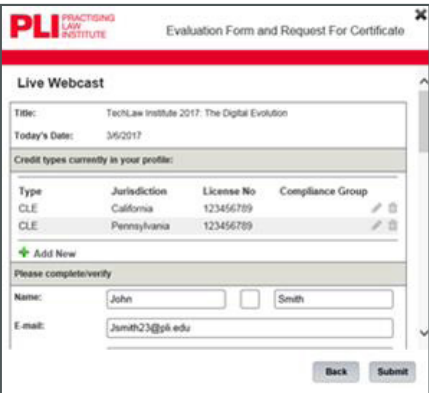 PLI PRACTISING
LAW
INSTITUTE
Evaluation Form and Request For Certificate
Live Webcast
Title: TechLaw Institute 2017: The Digital Evolution
Today's Date: 3/6/2017
Credit types currently in your profile:
Type Jurisdiction License No Compliance Group
CLE California 123456789
CLE Pennsylvania 123456789
Add New
Please complete/verify
Name: John Smith
E-mail: Jsmith23@pli.edu
Back Submit